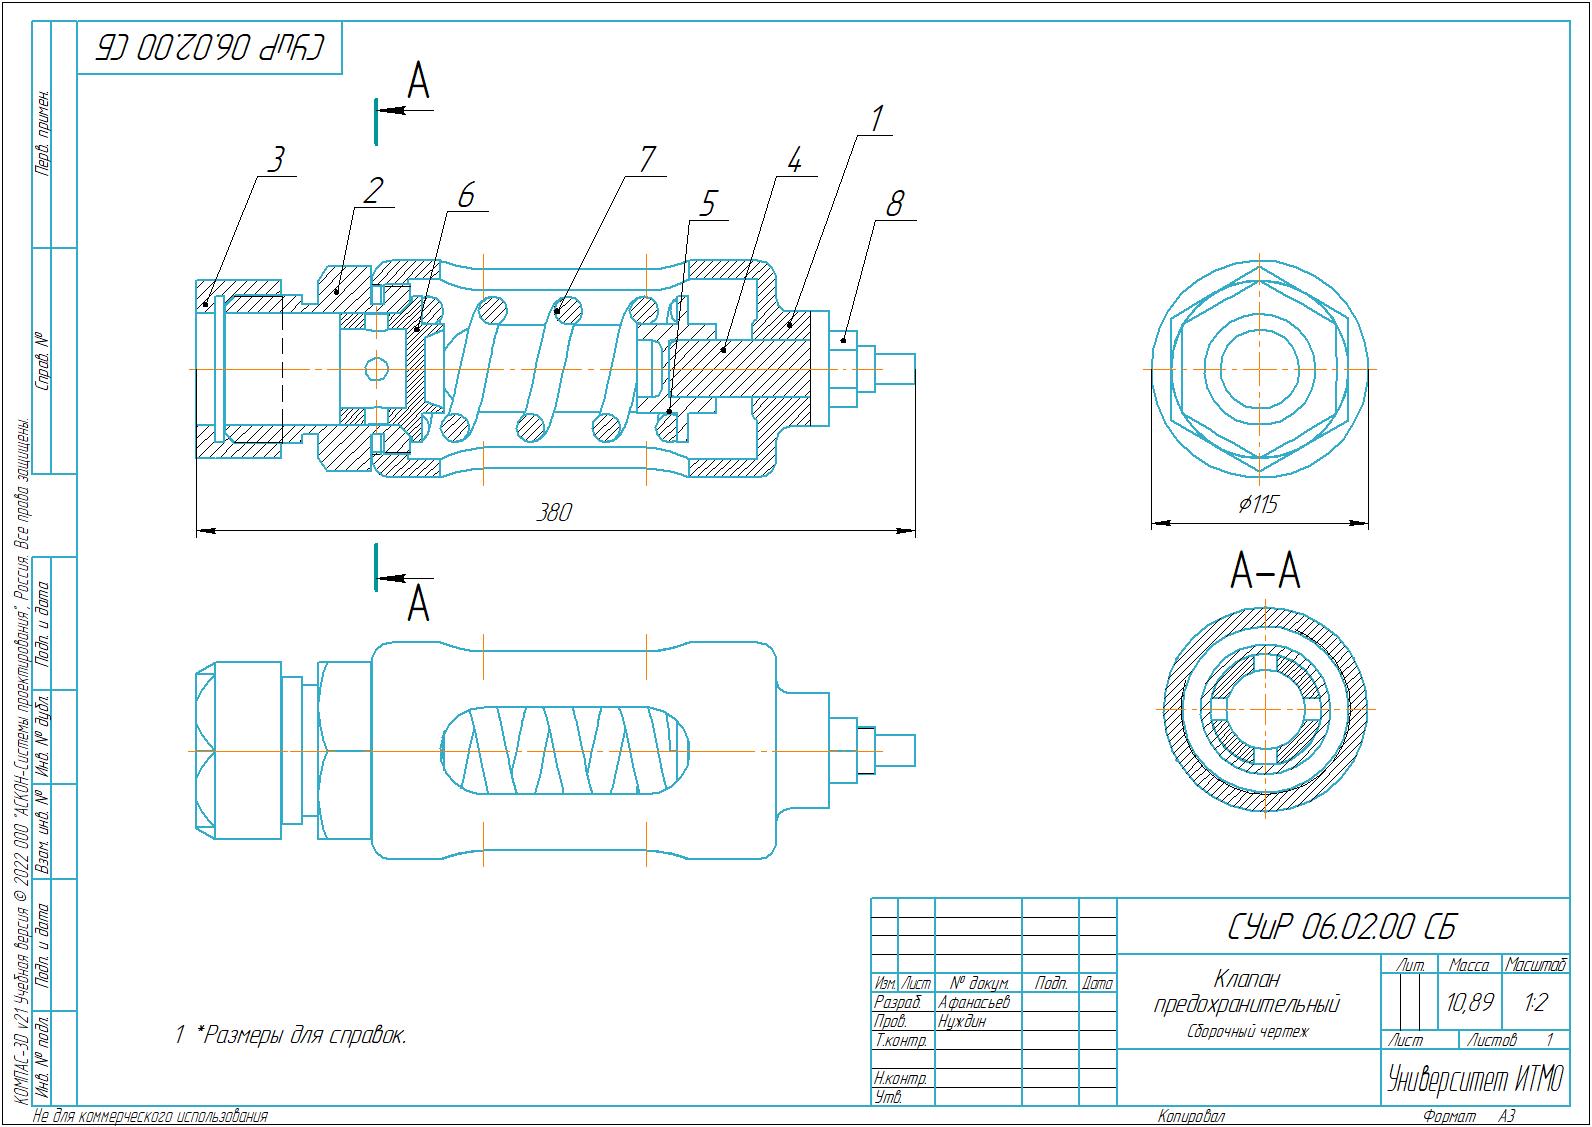 СУиР 06.02.00 СБ
А
1
3
7
4
2
6
5
8
380
А
⌀115
А-А
1 *Размеры для справок.
Перв. примен.
Справ. №
Подп. и дата
Инв. № дубл.
Взам. инв. №
Подп. и дата
Инв. № подл.
КОМПАС-3D v21 Учебная версия © 2022 ООО "АСКОН-Системы проектирования", Россия. Все права защищены.
СУиР 06.02.00 СБ
Клапан
предохранительный
Сборочный чертеж
Лит. Масса Масштаб
10,89 1:2
Лист Листов 1
Университет ИТМО
Изм. Лист № докум. Подп. Дата
Разраб. Афанасьев
Пров. Нуждин
Т.контр.
Н.контр.
Утв.
Не для коммерческого использования
Копировал
Формат А3